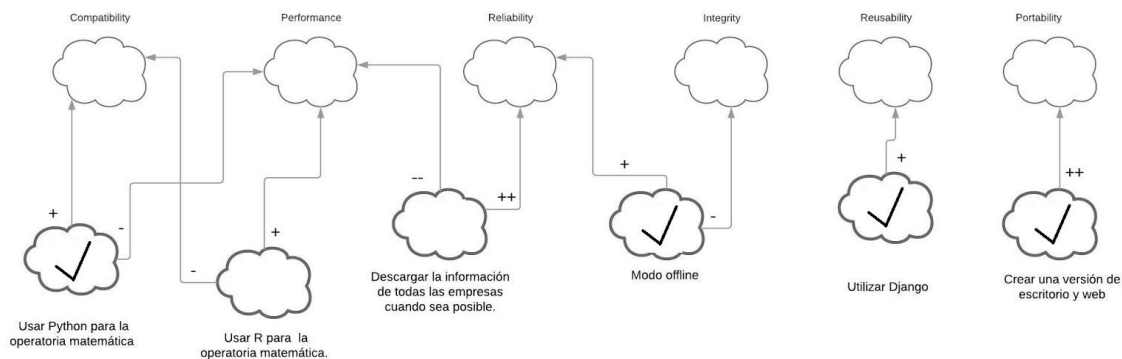 Compatibility
Performance
Reliability
Integrity
Reusability
Portability
+
-
-
+
--
++
+
-
+
++
Usar Python para la
operatoria matemática
Usar R para la
operatoria matemática.
Descargar la información
de todas las empresas
cuando sea posible.
Modo offline
Utilizar Django
Crear una versión de
escritorio y web